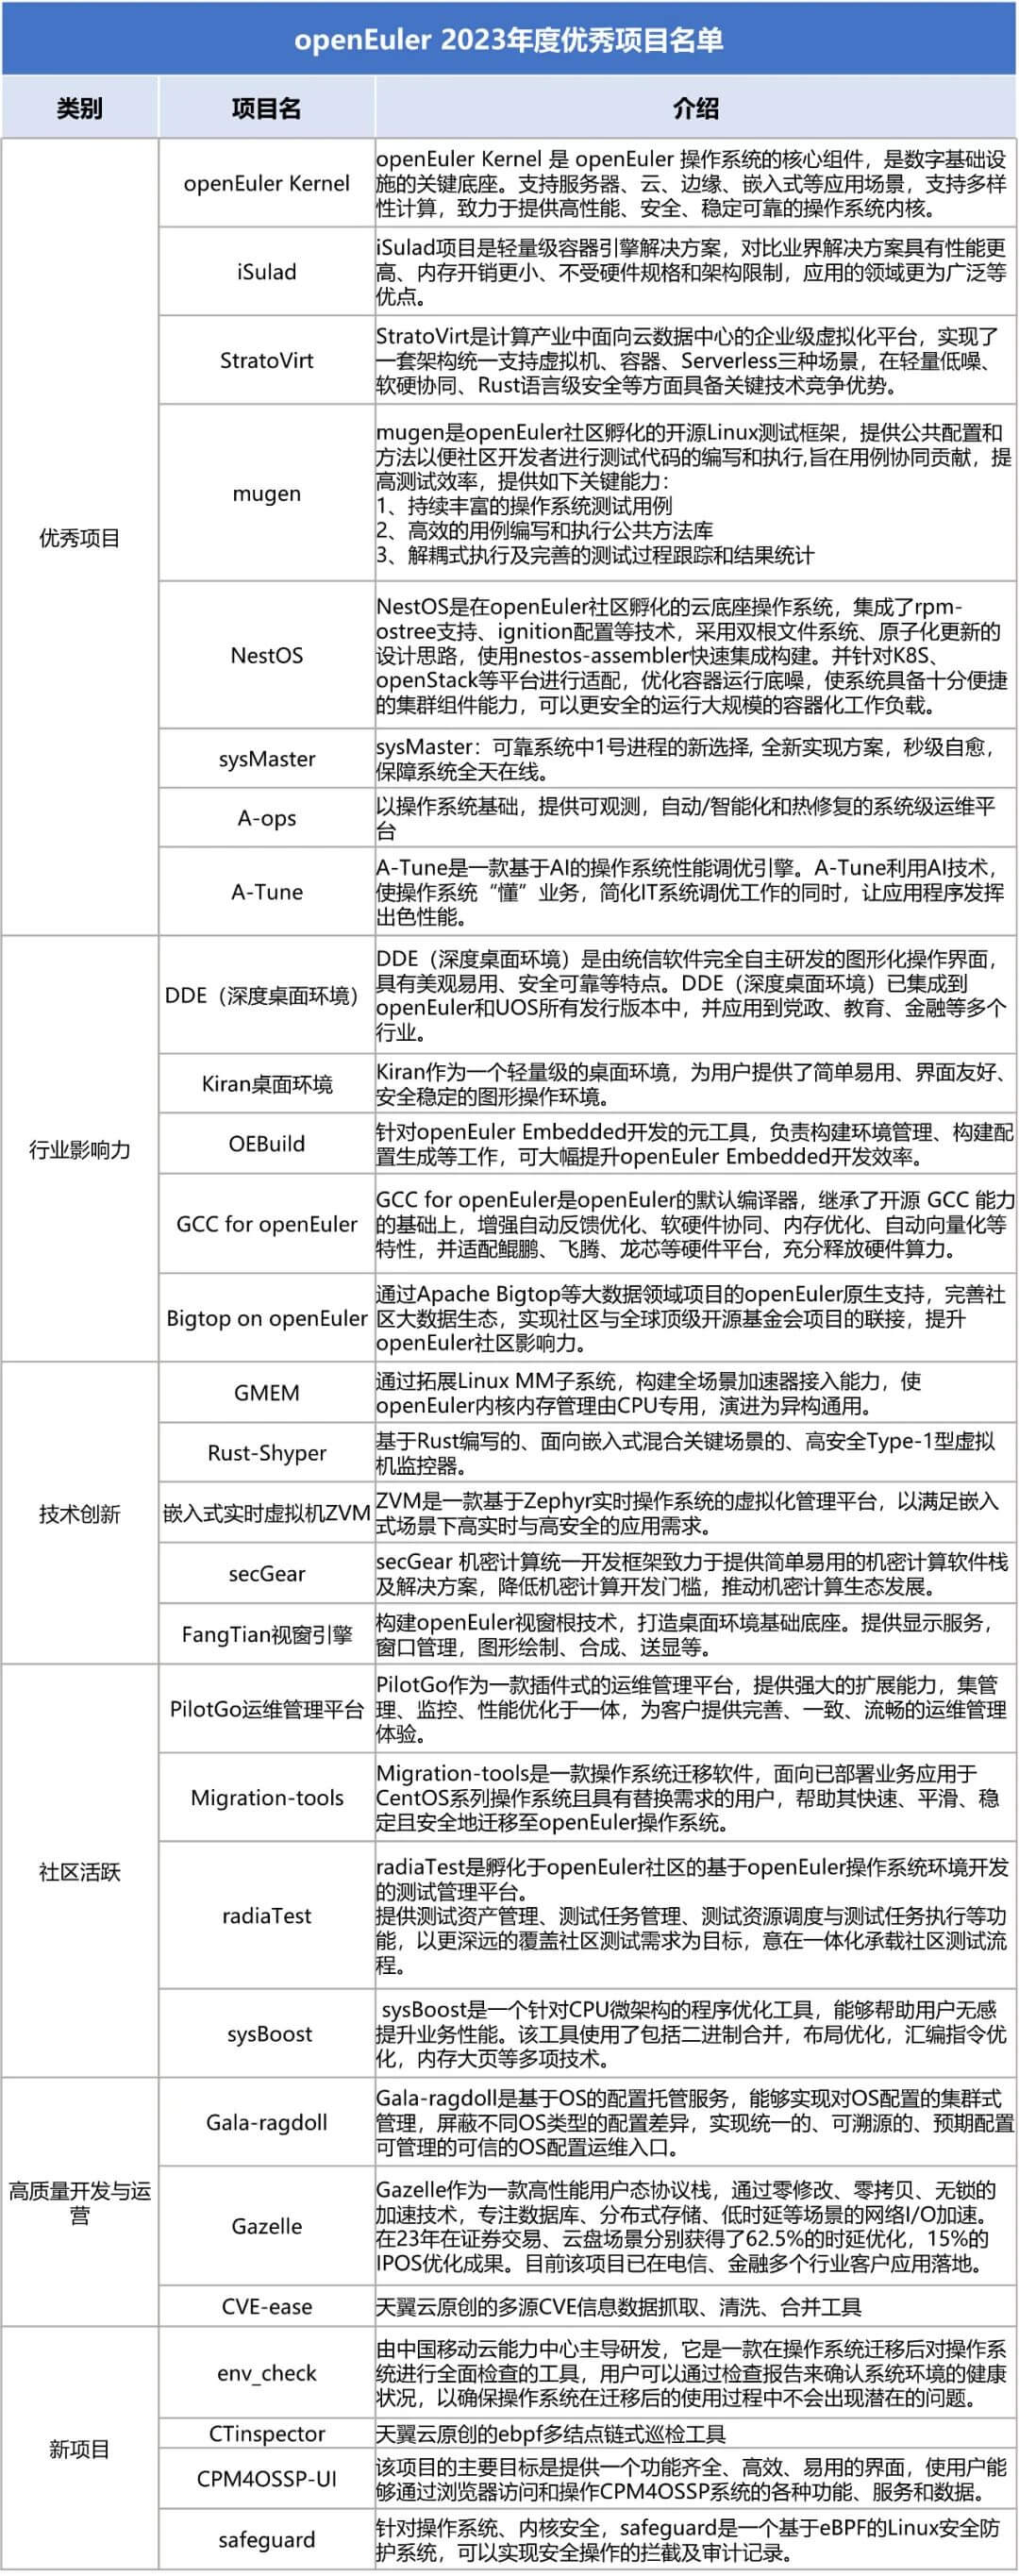 openEuler 2023年度优秀项目名单
类别
项目名
介绍
优秀项目
openEuler Kernel
openEuler Kernel 是 openEuler 操作系统的核心组件，是数字基础设
施的关键底座。支持服务器、云、边缘、嵌入式等应用场景，支持多样
性计算，致力于提供高性能、安全、稳定可靠的操作系统内核。
iSulad
iSulad项目是轻量级容器引擎解决方案，对比业界解决方案具有性能更
高、内存开销更小、不受硬件规格和架构限制，应用的领域更为广泛等
优点。
StratoVirt
StratoVirt是计算产业中面向云数据中心的企业级虚拟化平台，实现了
一套架构统一支持虚拟机、容器、Serverless三种场景，在轻量低噪、
软硬协同、Rust语言级安全等方面具备关键技术竞争优势。
mugen
mugen是openEuler社区孵化的开源Linux测试框架，提供公共配置和
方法以便社区开发者进行测试代码的编写和执行,旨在用例协同贡献，提
高测试效率，提供如下关键能力：
1、持续丰富的操作系统测试用例
2、高效的用例编写和执行公共方法库
3、解耦式执行及完善的测试过程跟踪和结果统计
NestOS
NestOS是在openEuler社区孵化的云底座操作系统，集成了rpm-
ostree支持、ignition配置等技术，采用双根文件系统、原子化更新的
设计思路，使用nestos-assembler快速集成构建。并针对K8S、
openStack等平台进行适配，优化容器运行底噪，使系统具备十分便捷
的集群组件能力，可以更安全的运行大规模的容器化工作负载。
sysMaster
sysMaster：可靠系统中1号进程的新选择, 全新实现方案，秒级自愈，
保障系统全天在线。
A-ops
以操作系统基础，提供可观测，自动/智能化和热修复的系统级运维平
台
A-Tune
A-Tune是一款基于AI的操作系统性能调优引擎。A-Tune利用AI技术，
使操作系统“懂”业务，简化IT系统调优工作的同时，让应用程序发挥
出色性能。
行业影响力
DDE（深度桌面环境）
DDE（深度桌面环境）是由统信软件完全自主研发的图形化操作界面，
具有美观易用、安全可靠等特点。DDE（深度桌面环境）已集成到
openEuler和UOS所有发行版本中，并应用到党政、教育、金融等多个
行业。
Kiran桌面环境
Kiran作为一个轻量级的桌面环境，为用户提供了简单易用、界面友好、
安全稳定的图形操作环境。
OEBuild
针对openEuler Embedded开发的元工具，负责构建环境管理、构建配
置生成等工作，可大幅提升openEuler Embedded开发效率。
GCC for openEuler
GCC for openEuler是openEuler的默认编译器，继承了开源 GCC 能力
的基础上，增强自动反馈优化、软硬件协同、内存优化、自动向量化等
特性，并适配鲲鹏、飞腾、龙芯等硬件平台，充分释放硬件算力。
Bigtop on openEuler
通过Apache Bigtop等大数据领域项目的openEuler原生支持，完善社
区大数据生态，实现社区与全球顶级开源基金会项目的联接，提升
openEuler社区影响力。
技术创新
GMEM
通过拓展Linux MM子系统，构建全场景加速器接入能力，使
openEuler内核内存管理由CPU专用，演进为异构通用。
Rust-Shyper
基于Rust编写的、面向嵌入式混合关键场景的、高安全Type-1型虚拟
机监控器。
嵌入式实时虚拟机ZVM
ZVM是一款基于Zephyr实时操作系统的虚拟化管理平台，以满足嵌入
式场景下高实时与高安全的应用需求。
secGear
secGear 机密计算统一开发框架致力于提供简单易用的机密计算软件栈
及解决方案，降低机密计算开发门槛，推动机密计算生态发展。
FangTian视窗引擎
构建openEuler视窗根技术，打造桌面环境基础底座。提供显示服务，
窗口管理，图形绘制、合成、送显等。
社区活跃
PilotGo运维管理平台
PilotGo作为一款插件式的运维管理平台，提供强大的扩展能力，集管
理、监控、性能优化于一体，为客户提供完善、一致、流畅的运维管理
体验。
Migration-tools
Migration-tools是一款操作系统迁移软件，面向已部署业务应用于
CentOS系列操作系统且具有替换需求的用户，帮助其快速、平滑、稳
定且安全地迁移至openEuler操作系统。
radiaTest
radiaTest是孵化于openEuler社区的基于openEuler操作系统环境开发
的测试管理平台。
提供测试资产管理、测试任务管理、测试资源调度与测试任务执行等功
能，以更深远的覆盖社区测试需求为目标，意在一体化承载社区测试流
程。
sysBoost
sysBoost是一个针对CPU微架构的程序优化工具，能够帮助用户无感
提升业务性能。该工具使用了包括二进制合并，布局优化，汇编指令优
化，内存大页等多项技术。
高质量开发与运
营
Gala-ragdoll
Gala-ragdoll是基于OS的配置托管服务，能够实现对OS配置的集群式
管理，屏蔽不同OS类型的配置差异，实现统一的、可溯源的、预期配置
可管理的可信的OS配置运维入口。
Gazelle
Gazelle作为一款高性能用户态协议栈，通过零修改、零拷贝、无锁的
加速技术，专注数据库、分布式存储、低时延等场景的网络I/O加速。
在23年在证券交易、云盘场景分别获得了62.5%的时延优化，15%的
IPOS优化成果。目前该项目已在电信、金融多个行业客户应用落地。
CVE-ease
天翼云原创的多源CVE信息数据抓取、清洗、合并工具
新项目
env_check
由中国移动云能力中心主导研发，它是一款在操作系统迁移后对操作系
统进行全面检查的工具，用户可以通过检查报告来确认系统环境的健康
状况，以确保操作系统在迁移后的使用过程中不会出现潜在的问题。
CTinspector
天翼云原创的ebpf多结点链式巡检工具
CPM4OSSP-UI
该项目的主要目标是提供一个功能齐全、高效、易用的界面，使用户能
够通过浏览器访问和操作CPM4OSSP系统的各种功能、服务和数据。
safeguard
针对操作系统、内核安全，safeguard是一个基于eBPF的Linux安全防
护系统，可以实现安全操作的拦截及审计记录。